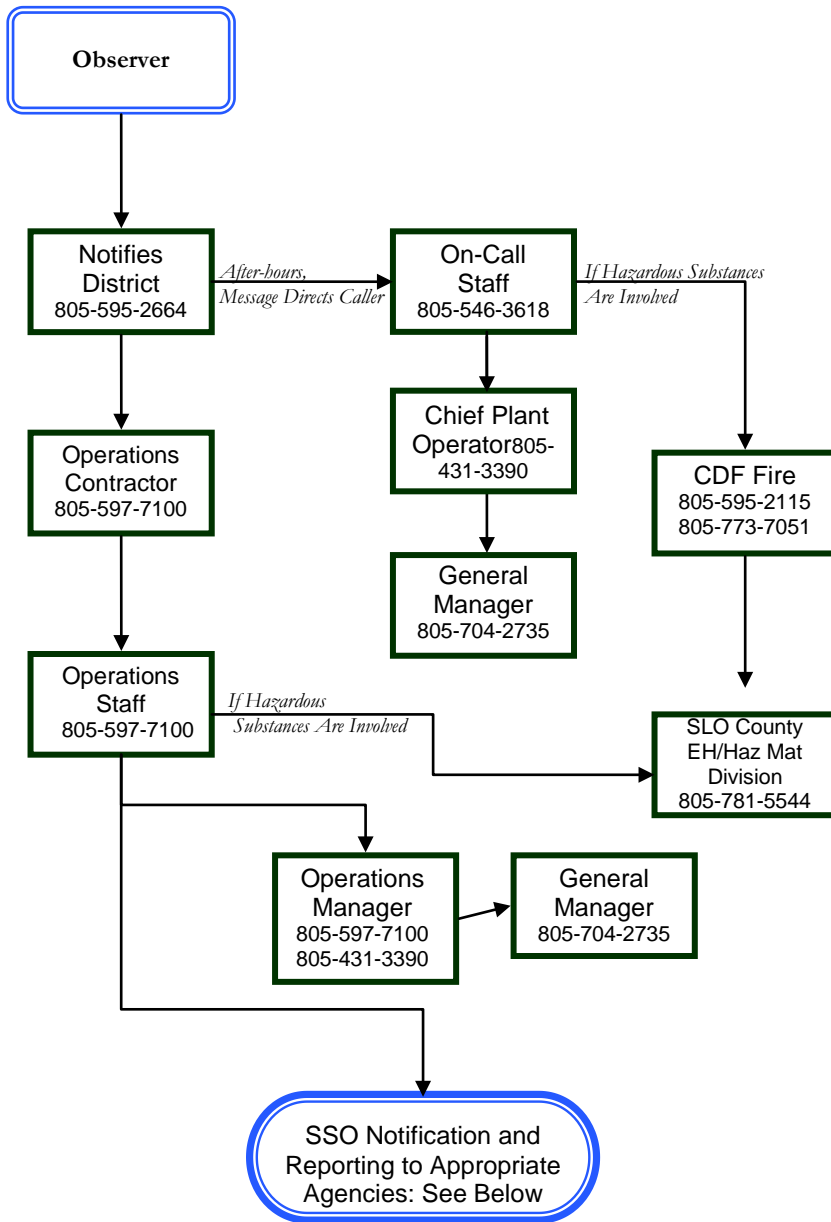 Observer
Notifies
District
805-595-2664
After-hours,
Message Directs Caller
On-Call
Staff
805-546-3618
If Hazardous Substances
Are Involved
Operations
Contractor
805-597-7100
Chief Plant
Operator805-
431-3390
CDF Fire
805-595-2115
805-773-7051
General
Manager
805-704-2735
Operations
Staff
805-597-7100
If Hazardous
Substances Are Involved
SLO County
EH/Haz Mat
Division
805-781-5544
Operations
Manager
805-597-7100
805-431-3390
General
Manager
805-704-2735
SSO Notification and
Reporting to Appropriate
Agencies: See Below